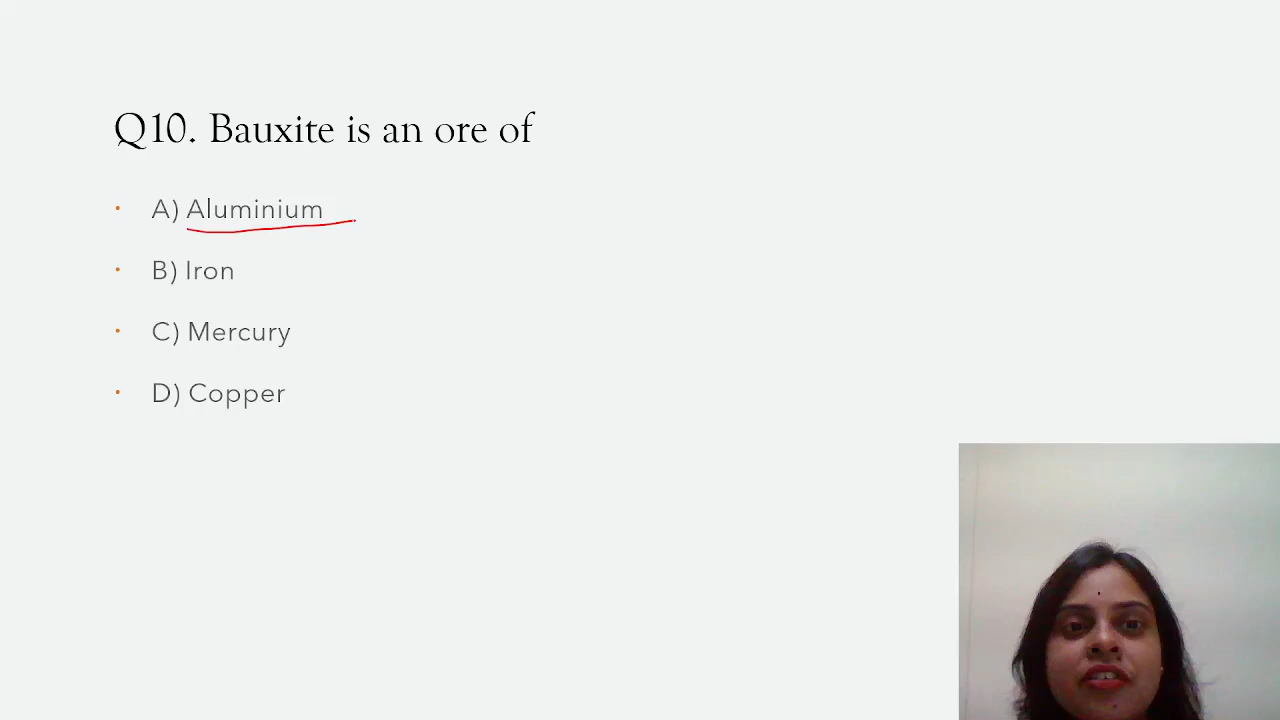 Q10. Bauxite is an ore of
• A) Aluminium
• B) Iron
• C) Mercury
• D) Copper